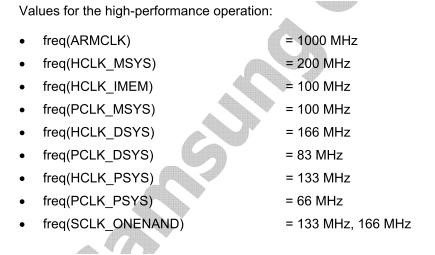 Values for the high-performance operation:
• freq(ARMCLK) = 1000 MHz
• freq(HCLK_MSYS) = 200 MHz
• freq(HCLK_IMEM) = 100 MHz
• freq(PCLK_MSYS) = 100 MHz
• freq(HCLK_DSYS) = 166 MHz
• freq(PCLK_DSYS) = 83 MHz
• freq(HCLK_PSYS) = 133 MHz
• freq(PCLK_PSYS) = 66 MHz
• freq(SCLK_ONENAND) = 133 MHz, 166 MHz
Samsung